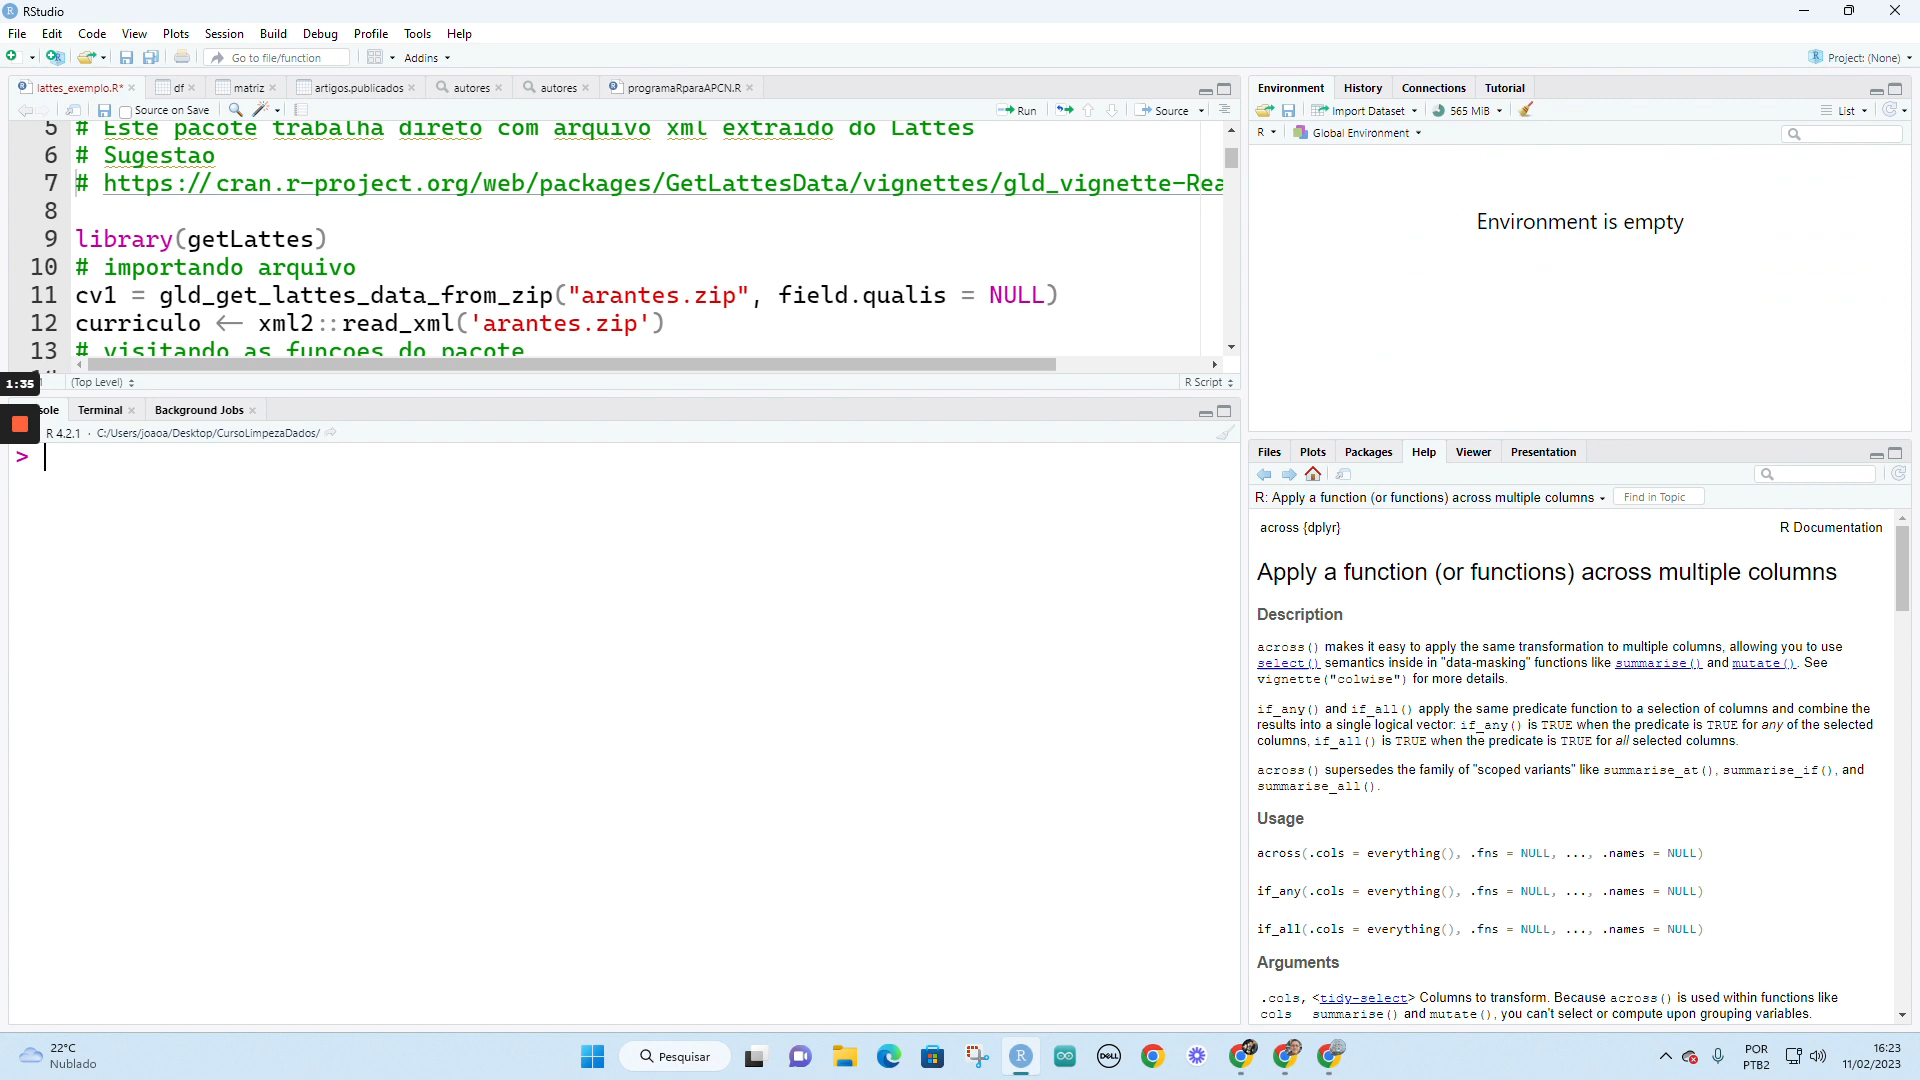 RStudio
File Edit Code View Plots Session Build Debug Profile Tools Help
Go to file/function Addins Project: (None)
lattes_exemplo.R* df matriz artigos.publicados autores autores programaRparaAPCN.R
Source on Save Run Source
5 # Este pacote trabalha direto com arquivo xml extraido do Lattes
6 # Sugestao
7 # https://cran.r-project.org/web/packages/GetLattesData/vignettes/gld_vignette-Rea
8
9 library(getLattes)
10 # importando arquivo
11 cv1 = gld_get_lattes_data_from_zip("arantes.zip", field.qualis = NULL)
12 curriculo <- xml2::read_xml('arantes.zip')
13 # visitando as funcoes do pacote
(Top Level) R Script
1:35
sole Terminal Background Jobs
R 4.2.1 · C:/Users/joaoa/Desktop/CursoLimpezaDados/
>
Environment History Connections Tutorial
Import Dataset 565 MiB List
R Global Environment
Environment is empty
Files Plots Packages Help Viewer Presentation
R: Apply a function (or functions) across multiple columns Find in Topic
across {dplyr} R Documentation
Apply a function (or functions) across multiple columns
Description
across() makes it easy to apply the same transformation to multiple columns, allowing you to use
select() semantics inside in "data-masking" functions like summarise() and mutate(). See
vignette("colwise") for more details.
if_any() and if_all() apply the same predicate function to a selection of columns and combine the
results into a single logical vector: if_any() is TRUE when the predicate is TRUE for any of the selected
columns, if_all() is TRUE when the predicate is TRUE for all selected columns.
across() supersedes the family of "scoped variants" like summarise_at(), summarise_if(), and
summarise_all().
Usage
across(.cols = everything(), .fns = NULL, ..., .names = NULL)
if_any(.cols = everything(), .fns = NULL, ..., .names = NULL)
if_all(.cols = everything(), .fns = NULL, ..., .names = NULL)
Arguments
.cols, <tidy-select> Columns to transform. Because across() is used within functions like
cols summarise() and mutate(), you can't select or compute upon grouping variables.
22°C
Nublado
Pesquisar
DELL
POR
PTB2
16:23
11/02/2023